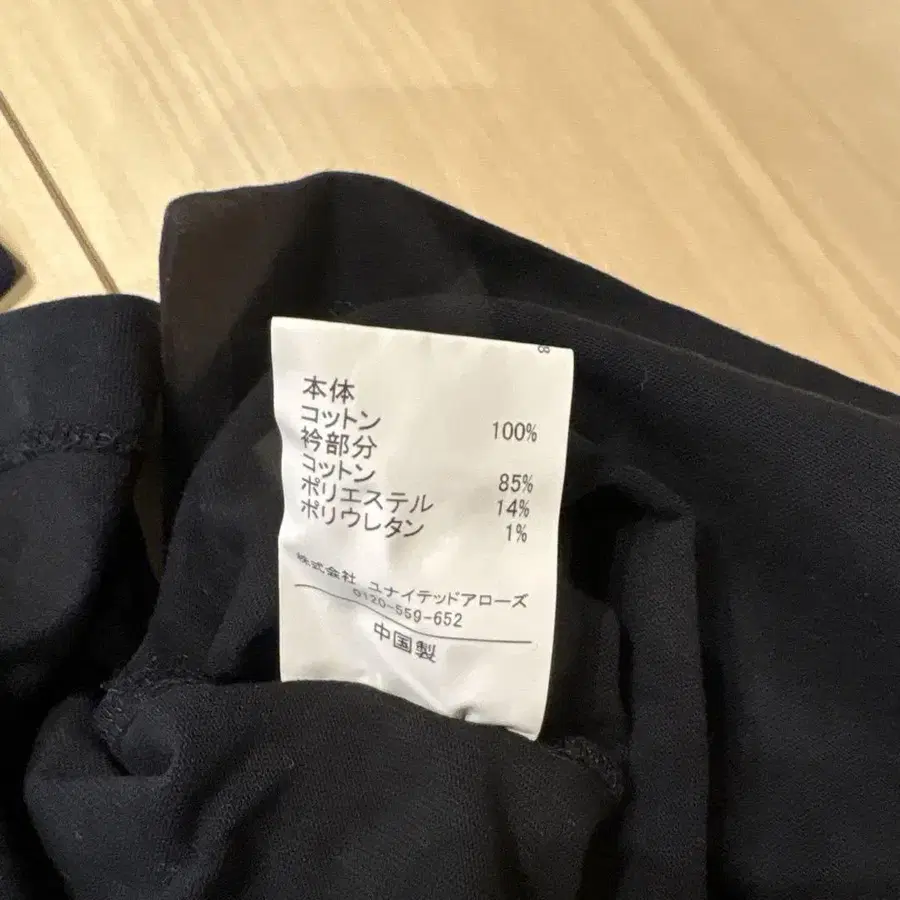 8
本体
コットン 100%
衿部分
コットン 85%
ポリエステル 14%
ポリウレタン 1%
株式会社 ユナイテッドアローズ
0120-559-652
中国製